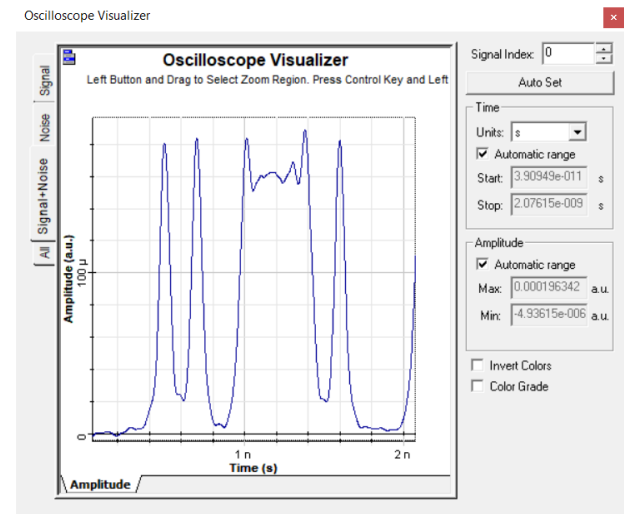 Oscilloscope Visualizer
x
Oscilloscope Visualizer
Left Button and Drag to Select Zoom Region. Press Control Key and Left
Signal
Noise
Signal+Noise
All
Amplitude (a.u.)
100 µ
0
1 n
2 n
Time (s)
Amplitude
Signal Index: 0
Auto Set
Time
Units: s
Automatic range
Start: 3.90949e-011 s
Stop: 2.07615e-009 s
Amplitude
Automatic range
Max: 0.000196342 a.u.
Min: -4.93615e-006 a.u.
Invert Colors
Color Grade